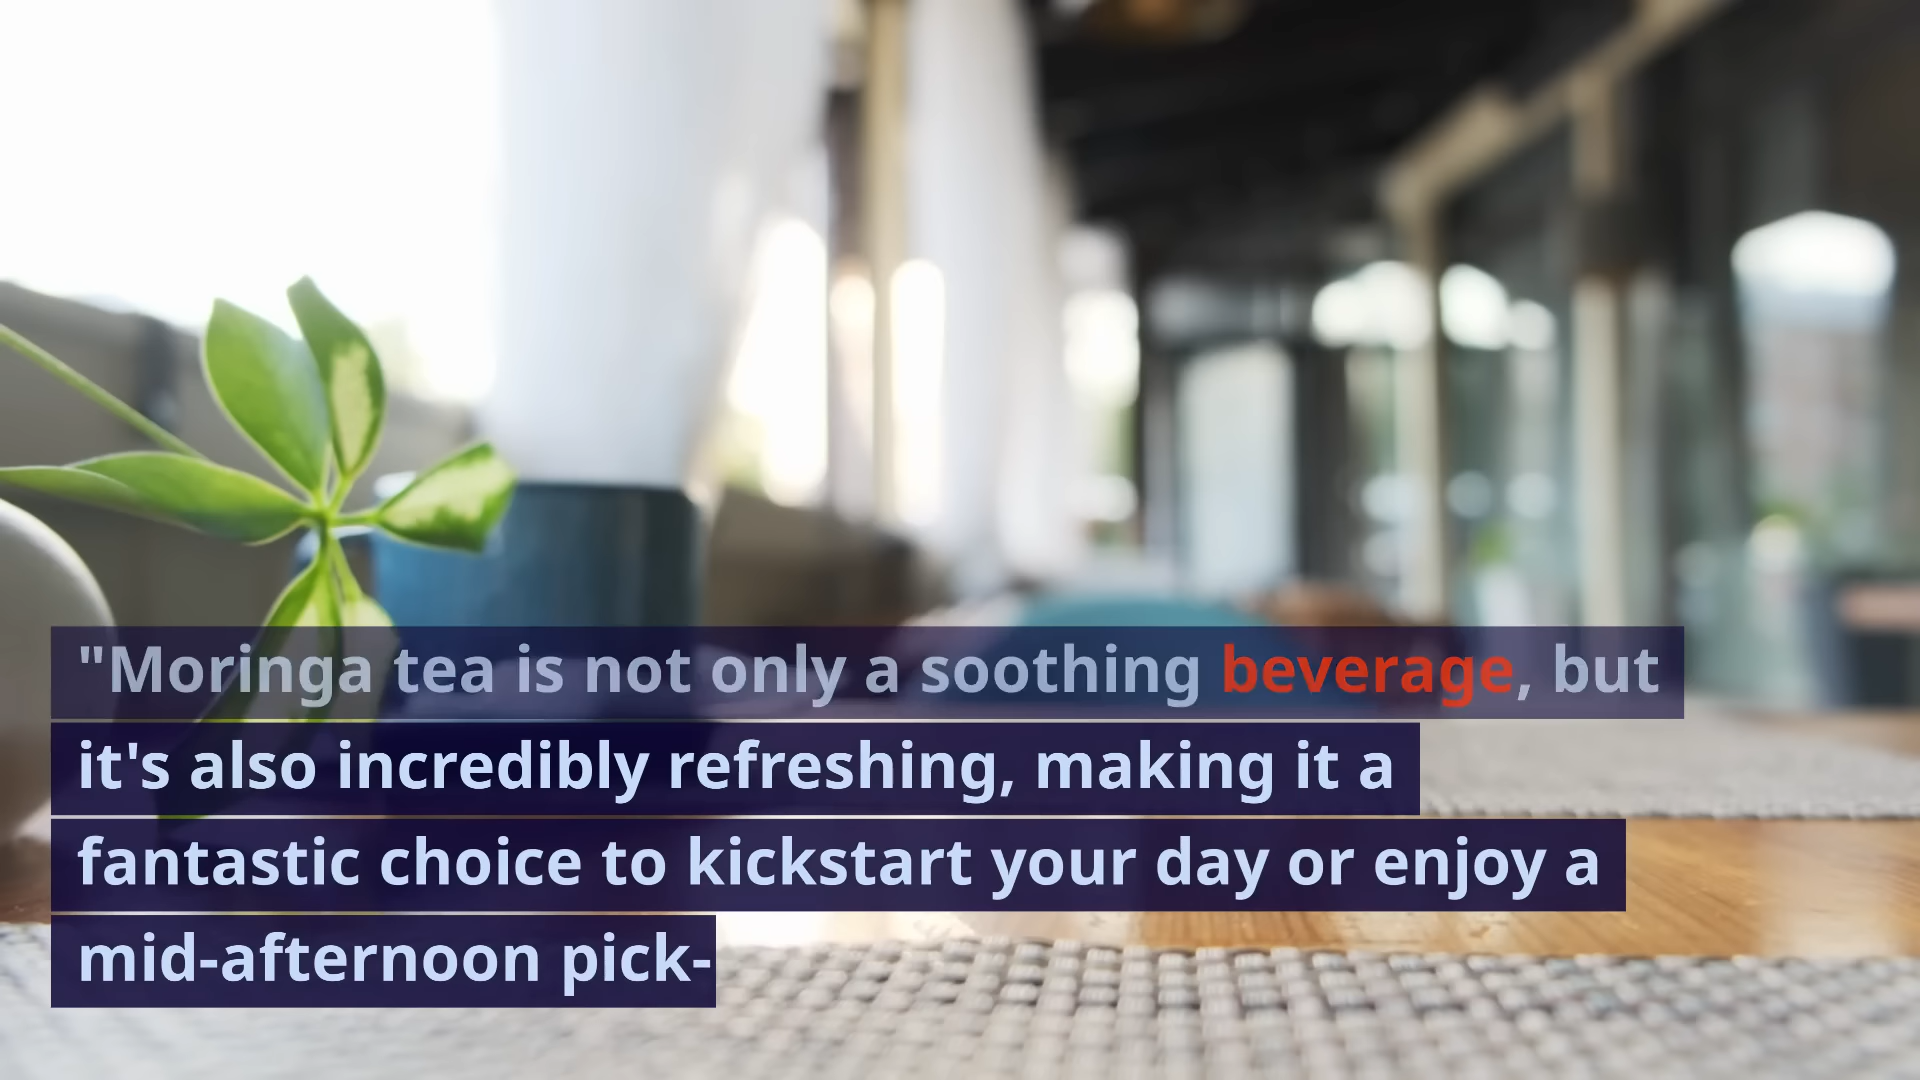 "Moringa tea is not only a soothing beverage, but
it's also incredibly refreshing, making it a
fantastic choice to kickstart your day or enjoy a
mid-afternoon pick-